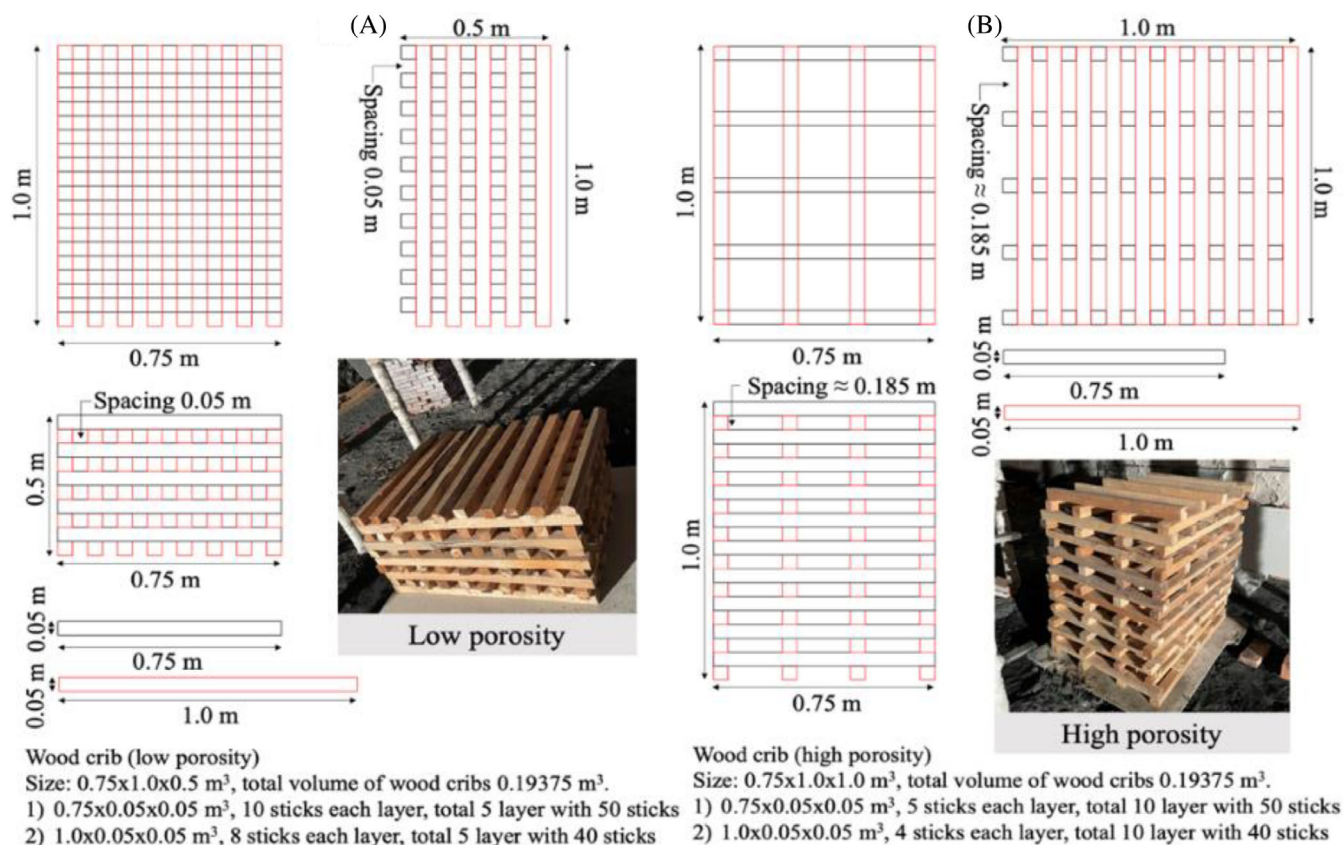 (A)
0.5 m
1.0 m
Spacing 0.05 m
1.0 m
0.75 m
Spacing 0.05 m
0.5 m
0.75 m
0.05 m
0.75 m
0.05 m
1.0 m
Low porosity
Wood crib (low porosity)
Size: 0.75x1.0x0.5 m³, total volume of wood cribs 0.19375 m³.
1) 0.75x0.05x0.05 m³, 10 sticks each layer, total 5 layer with 50 sticks
2) 1.0x0.05x0.05 m³, 8 sticks each layer, total 5 layer with 40 sticks
(B)
1.0 m
1.0 m
Spacing ≈ 0.185 m
1.0 m
0.75 m
0.05 m
0.75 m
0.05 m
1.0 m
Spacing ≈ 0.185 m
1.0 m
0.75 m
High porosity
Wood crib (high porosity)
Size: 0.75x1.0x1.0 m³, total volume of wood cribs 0.19375 m³.
1) 0.75x0.05x0.05 m³, 5 sticks each layer, total 10 layer with 50 sticks
2) 1.0x0.05x0.05 m³, 4 sticks each layer, total 10 layer with 40 sticks